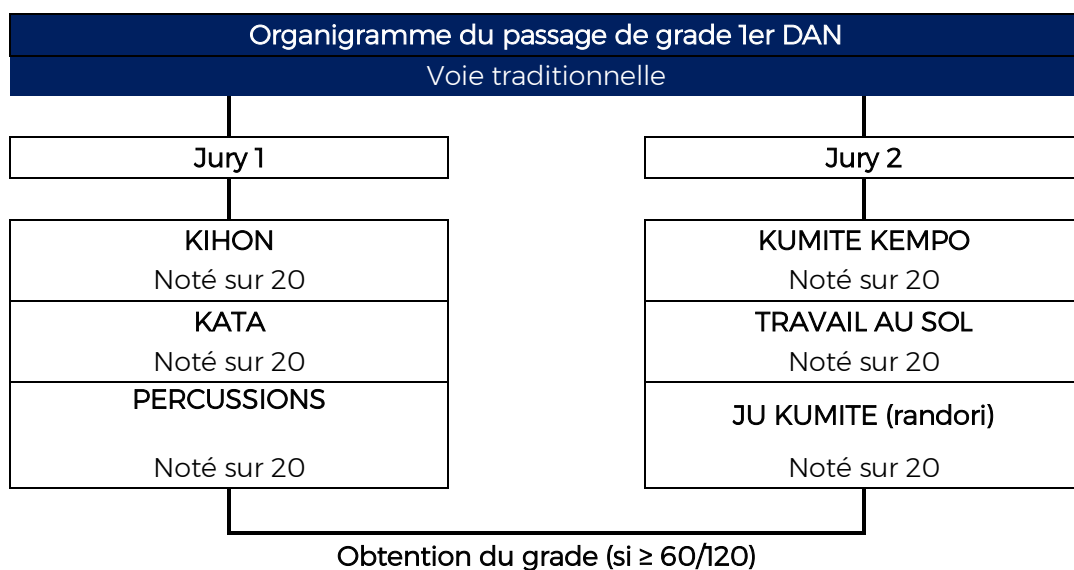 Organigramme du passage de grade 1er DAN
Voie traditionnelle
Jury 1
KIHON
Noté sur 20
KATA
Noté sur 20
PERCUSSIONS
Noté sur 20
Jury 2
KUMITE KEMPO
Noté sur 20
TRAVAIL AU SOL
Noté sur 20
JU KUMITE (randori)
Noté sur 20
Obtention du grade (si ≥ 60/120)